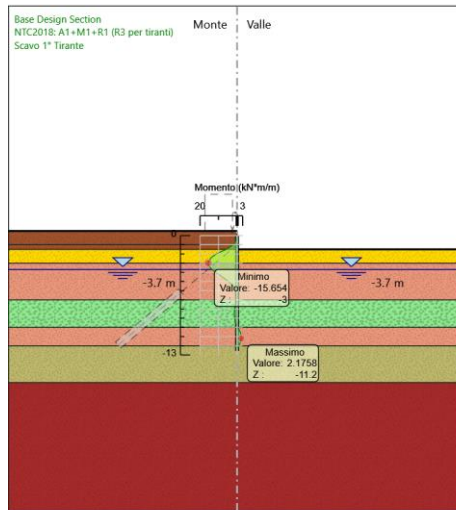 Base Design Section
NTC2018: A1+M1+R1 (R3 per tiranti)
Scavo 1° Tirante
Monte
Valle
Momento (kN*m/m)
20
3
0
-3.7 m
-3.7 m
Minimo
Valore: -15.654
Z : -3
-13
Massimo
Valore: 2.1758
Z : -11.2